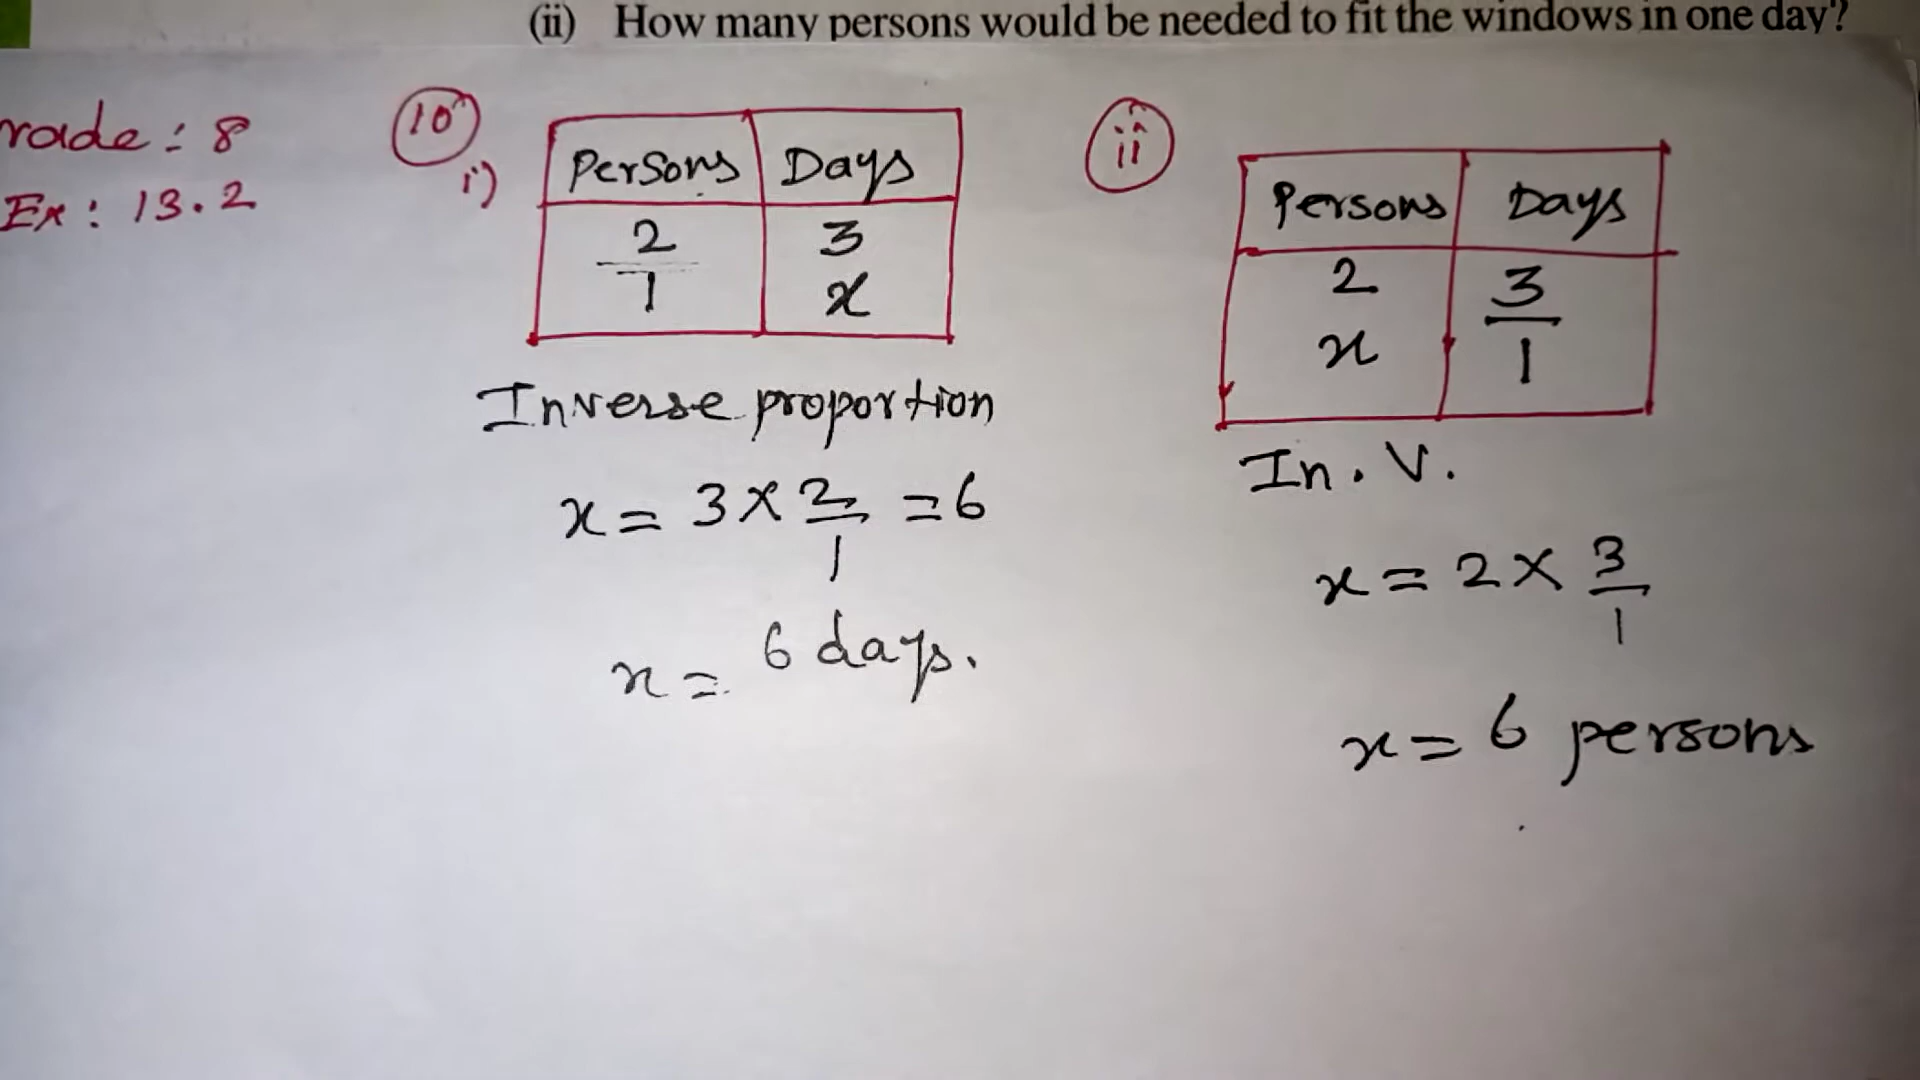 (ii) How many persons would be needed to fit the windows in one day?
rade: 8
Ex: 13.2
10
i)
Persons Days
2 3
1 x
Inverse proportion
x = 3 × 2/1 = 6
x = 6 days.
ii
Persons Days
2 3
x 1
In. V.
x = 2 × 3/1
x = 6 persons